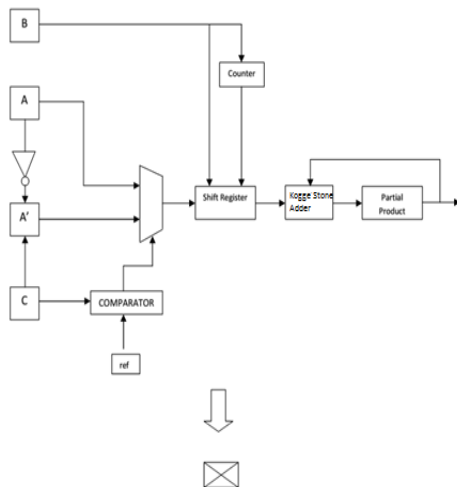 B
Counter
A
A'
Shift Register
Kogge Stone
Adder
Partial
Product
C
COMPARATOR
ref